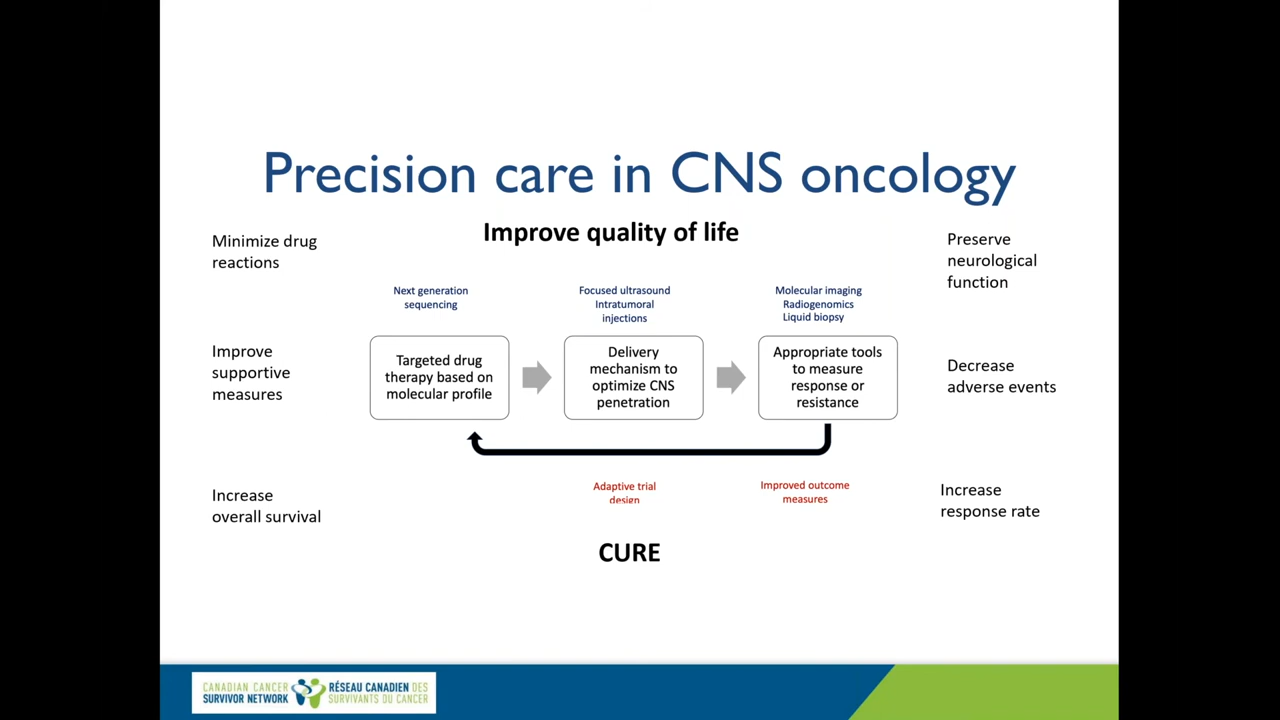 Precision care in CNS oncology
Improve quality of life
Minimize drug
reactions
Preserve
neurological
function
Next generation
sequencing
Focused ultrasound
Intratumoral
injections
Molecular imaging
Radiogenomics
Liquid biopsy
Improve
supportive
measures
Targeted drug
therapy based on
molecular profile
Delivery
mechanism to
optimize CNS
penetration
Appropriate tools
to measure
response or
resistance
Decrease
adverse events
Increase
overall survival
Adaptive trial
design
Improved outcome
measures
Increase
response rate
CURE
CANADIAN CANCER
SURVIVOR NETWORK
RÉSEAU CANADIEN DES
SURVIVANTS DU CANCER